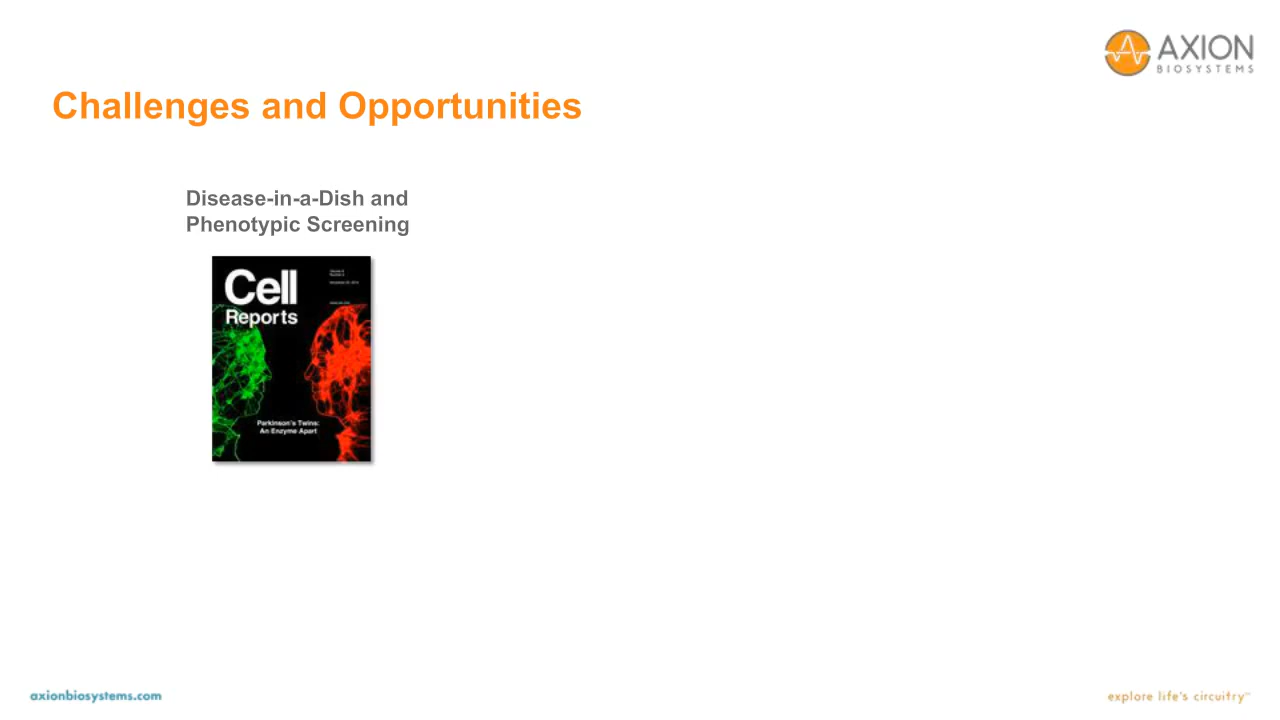 AXION
BIOSYSTEMS
Challenges and Opportunities
Disease-in-a-Dish and
Phenotypic Screening
Cell
Reports
Parkinson's Twins:
An Enzyme Apart
axionbiosystems.com
explore life's circuitry™